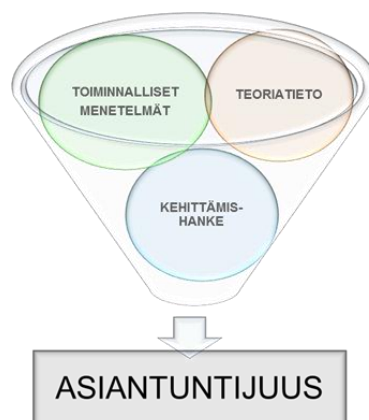 TOIMINNALLISET
MENETELMÄT
TEORIATIETO
KEHITTÄMIS-
HANKE
ASIANTUNTIJUUS